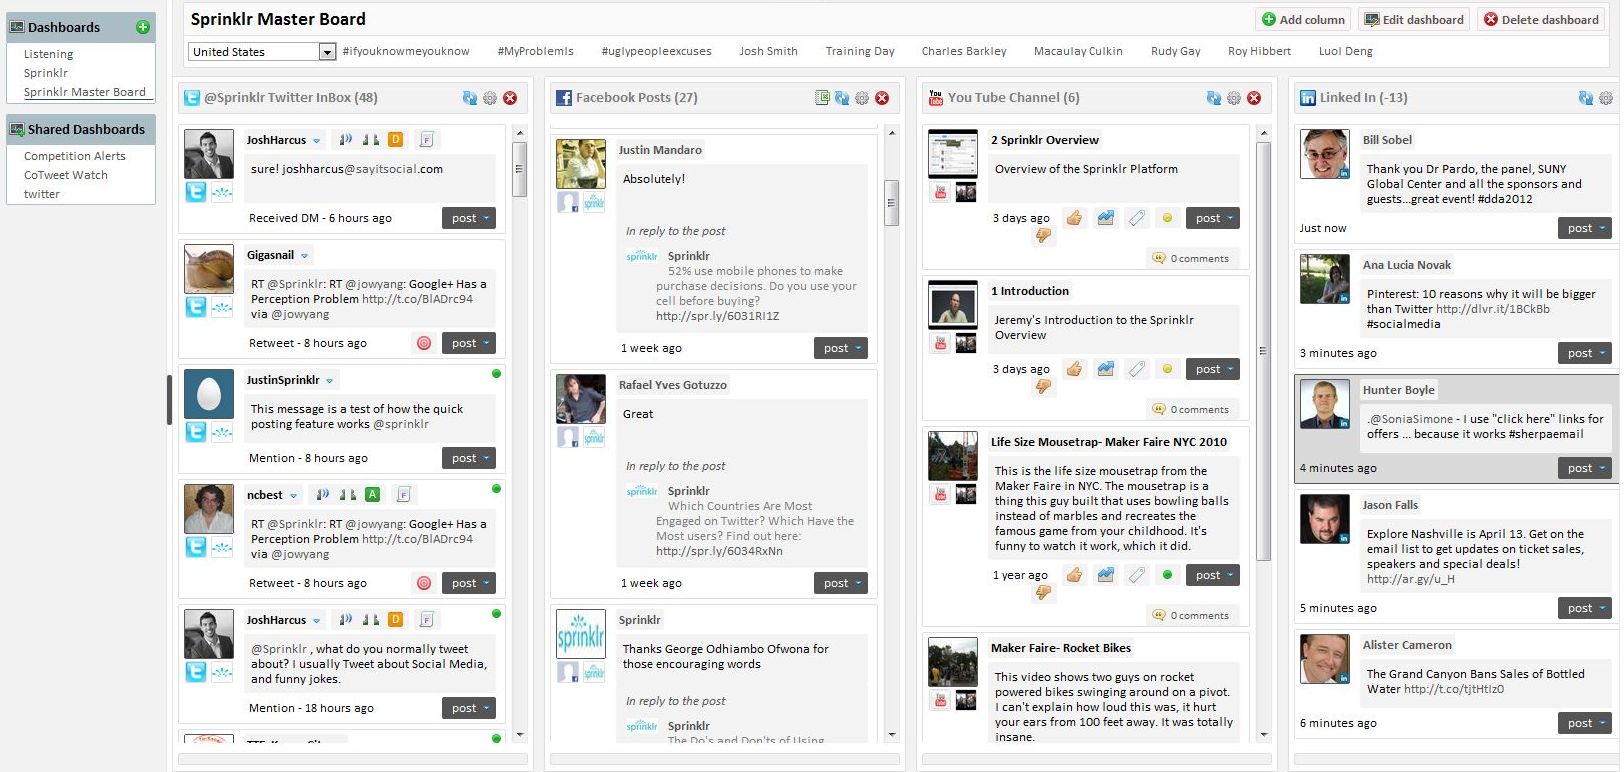 Dashboards
Listening
Sprinklr
Sprinklr Master Board
Shared Dashboards
Competition Alerts
CoTweet Watch
twitter
Sprinklr Master Board
Add column
Edit dashboard
Delete dashboard
United States
#ifyouknowmeyouknow
#MyProblemIs
#uglypeopleexcuses
Josh Smith
Training Day
Charles Barkley
Macaulay Culkin
Rudy Gay
Roy Hibbert
Luol Deng
@Sprinklr Twitter InBox (48)
JoshHarcus
D
F
sure! joshharcus@sayitsocial.com
Received DM - 6 hours ago
post
Gigasnail
RT @Sprinklr: RT @jowyang: Google+ Has a
Perception Problem http://t.co/BlADrc94
via @jowyang
Retweet - 8 hours ago
post
JustinSprinklr
This message is a test of how the quick
posting feature works @sprinklr
Mention - 8 hours ago
post
ncbest
A
F
RT @Sprinklr: RT @jowyang: Google+ Has a
Perception Problem http://t.co/BlADrc94
via @jowyang
Retweet - 8 hours ago
post
JoshHarcus
D
F
@Sprinklr , what do you normally tweet
about? I usually Tweet about Social Media,
and funny jokes.
Mention - 18 hours ago
post
Facebook Posts (27)
Justin Mandaro
Absolutely!
In reply to the post
sprinklr
Sprinklr
52% use mobile phones to make
purchase decisions. Do you use your
cell before buying?
http://spr.ly/6031RI1Z
1 week ago
post
Rafael Yves Gotuzzo
Great
In reply to the post
sprinklr
Sprinklr
Which Countries Are Most
Engaged on Twitter? Which Have the
Most users? Find out here:
http://spr.ly/6034RxNn
1 week ago
post
sprinklr
Sprinklr
Thanks George Odhiambo Ofwona for
those encouraging words
In reply to the post
sprinklr
Sprinklr
The Do's and Don'ts of Using
You Tube Channel (6)
2 Sprinklr Overview
Overview of the Sprinklr Platform
3 days ago
post
0 comments
1 Introduction
Jeremy's Introduction to the Sprinklr
Overview
3 days ago
post
0 comments
Life Size Mousetrap- Maker Faire NYC 2010
This is the life size mousetrap from the
Maker Faire in NYC. The mousetrap is a
thing this guy built that uses bowling balls
instead of marbles and recreates the
famous game from your childhood. It's
funny to watch it work, which it did.
1 year ago
post
0 comments
Maker Faire- Rocket Bikes
This video shows two guys on rocket
powered bikes swinging around on a pivot.
I can't explain how loud this was, it hurt
your ears from 100 feet away. It was totally
insane.
Linked In (-13)
Bill Sobel
Thank you Dr Pardo, the panel, SUNY
Global Center and all the sponsors and
guests...great event! #dda2012
Just now
post
Ana Lucia Novak
Pinterest: 10 reasons why it will be bigger
than Twitter http://dlvr.it/1BCkBb
#socialmedia
3 minutes ago
post
Hunter Boyle
.@SoniaSimone - I use "click here" links for
offers ... because it works #sherpaemail
4 minutes ago
post
Jason Falls
Explore Nashville is April 13. Get on the
email list to get updates on ticket sales,
speakers and special deals!
http://ar.gy/u_H
5 minutes ago
post
Alister Cameron
The Grand Canyon Bans Sales of Bottled
Water http://t.co/tjtHtIz0
6 minutes ago
post